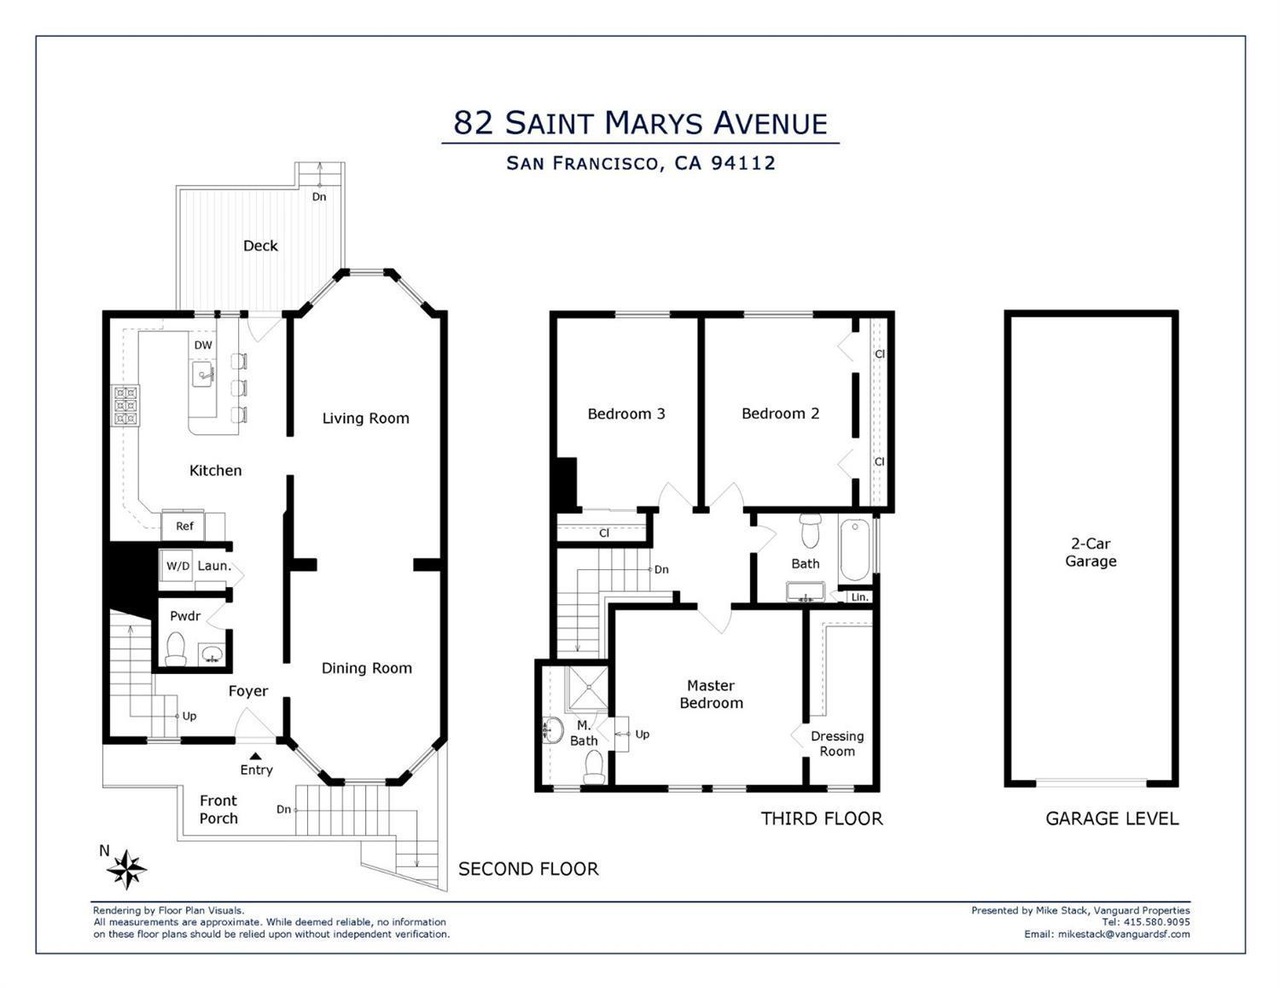 82 SAINT MARYS AVENUE
SAN FRANCISCO, CA 94112
Dn
Deck
DW
Living Room
Kitchen
Ref
W/D
Laun.
Pwdr
Dining Room
Foyer
Up
Entry
Front
Porch
Dn
N
SECOND FLOOR
Bedroom 3
Bedroom 2
Cl
Cl
Cl
Dn
Bath
Lin.
Master
Bedroom
M.
Bath
Up
Dressing
Room
THIRD FLOOR
2-Car
Garage
GARAGE LEVEL
Rendering by Floor Plan Visuals.
All measurements are approximate. While deemed reliable, no information
on these floor plans should be relied upon without independent verification.
Presented by Mike Stack, Vanguard Properties
Tel: 415.580.9095
Email: mikestack@vanguardsf.com